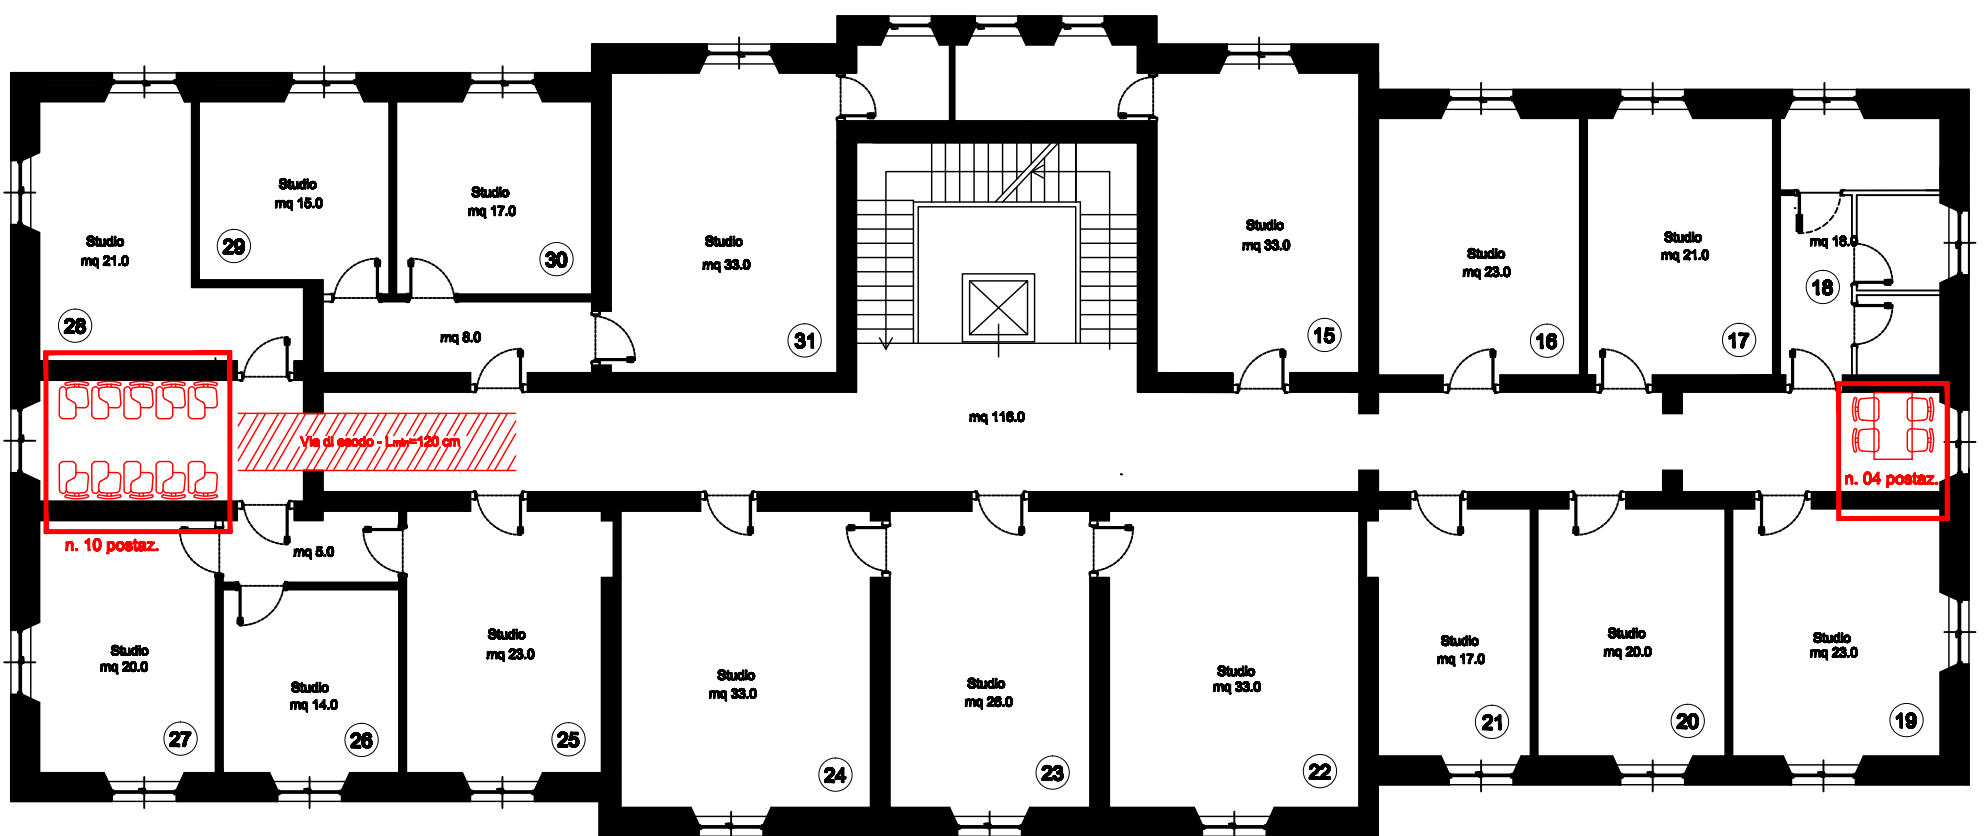 Studio
mq 21.0
28
Studio
mq 15.0
29
Studio
mq 17.0
30
mq 8.0
Studio
mq 33.0
31
Studio
mq 33.0
15
Studio
mq 23.0
16
Studio
mq 21.0
17
mq 18.0
18
mq 116.0
Via di esodo - Lmin=120 cm
n. 10 postaz.
n. 04 postaz.
mq 5.0
Studio
mq 20.0
27
Studio
mq 14.0
26
Studio
mq 23.0
25
Studio
mq 33.0
24
Studio
mq 26.0
23
Studio
mq 33.0
22
Studio
mq 17.0
21
Studio
mq 20.0
20
Studio
mq 23.0
19